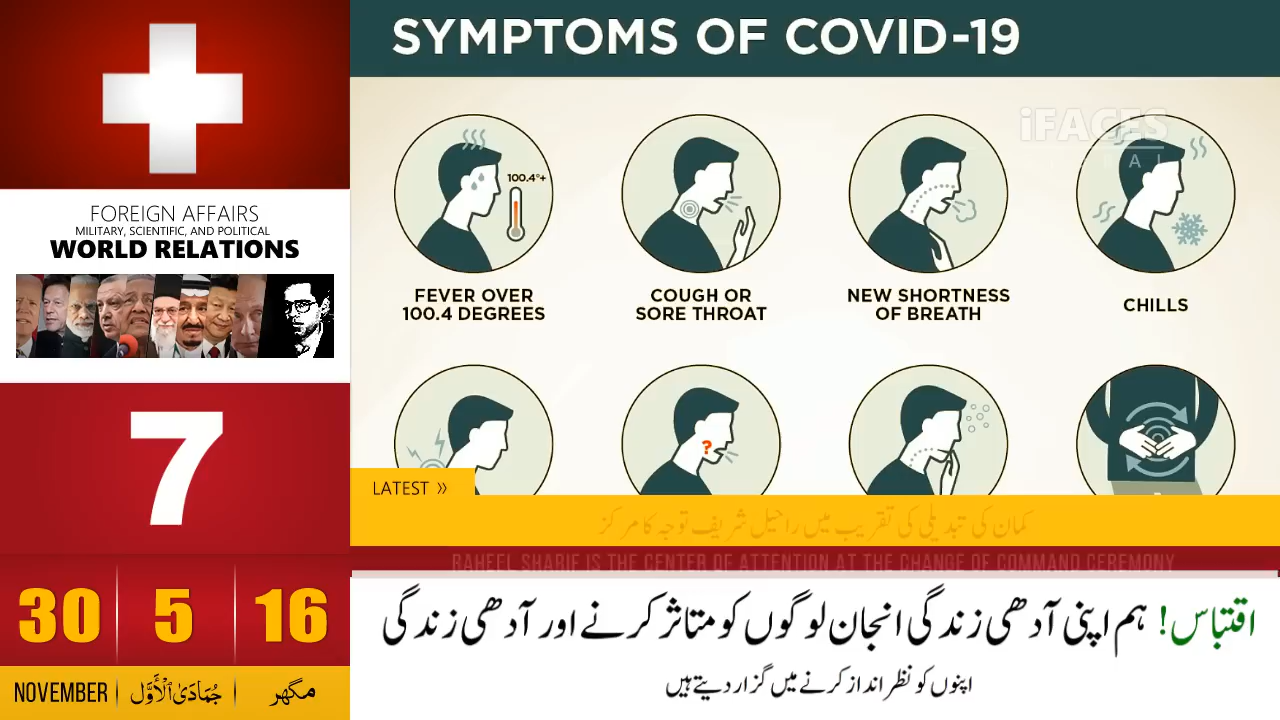 SYMPTOMS OF COVID-19
iFACES
100.4°+
FEVER OVER
100.4 DEGREES
COUGH OR
SORE THROAT
NEW SHORTNESS
OF BREATH
CHILLS
?
FOREIGN AFFAIRS
MILITARY, SCIENTIFIC, AND POLITICAL
WORLD RELATIONS
7
30
5
16
NOVEMBER
جُمَادَىٰ ٱلْأَوَّل
مگھر
LATEST »
کمان کی تبدیلی کی تقریب میں راحیل شریف توجہ کا مرکز
RAHEEL SHARIF IS THE CENTER OF ATTENTION AT THE CHANGE OF COMMAND CEREMONY
اقتباس! ہم اپنی آدھی زندگی انجان لوگوں کو متاثر کرنے اور آدھی زندگی
اپنوں کو نظر انداز کرنے میں گزار دیتے ہیں